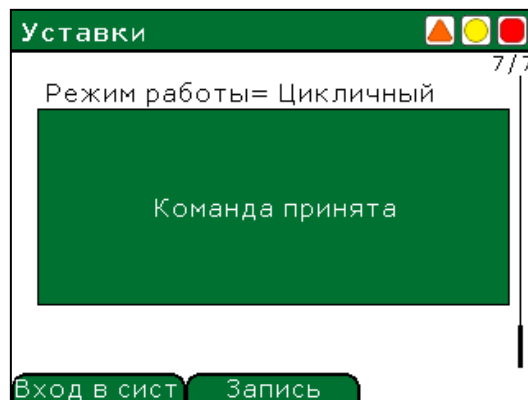 Уставки
7/7
Режим работы= Цикличный
Команда принята
Вход в сист
Запись